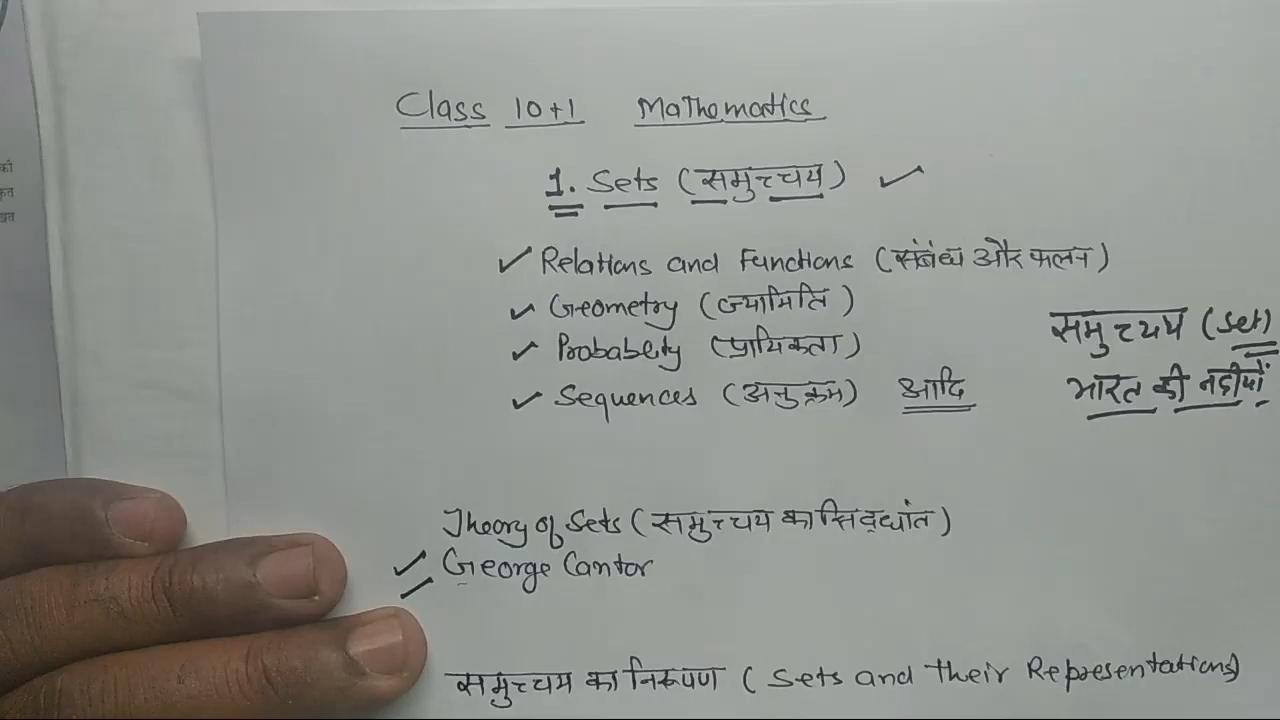 Class 10+1 Mathematics
1. Sets (समुच्चय)
Relations and Functions (संबंध और फलन)
Geometry (ज्यामिति)
Probabeity (प्रायिकता)
Sequences (अनुक्रम) आदि
समुच्चय (Set)
भारत की नदीयों
Theory of Sets (समुच्चय का सिद्धांत)
George Cantor
समुच्चय का निरूपण (Sets and their Representations)
की
कृत